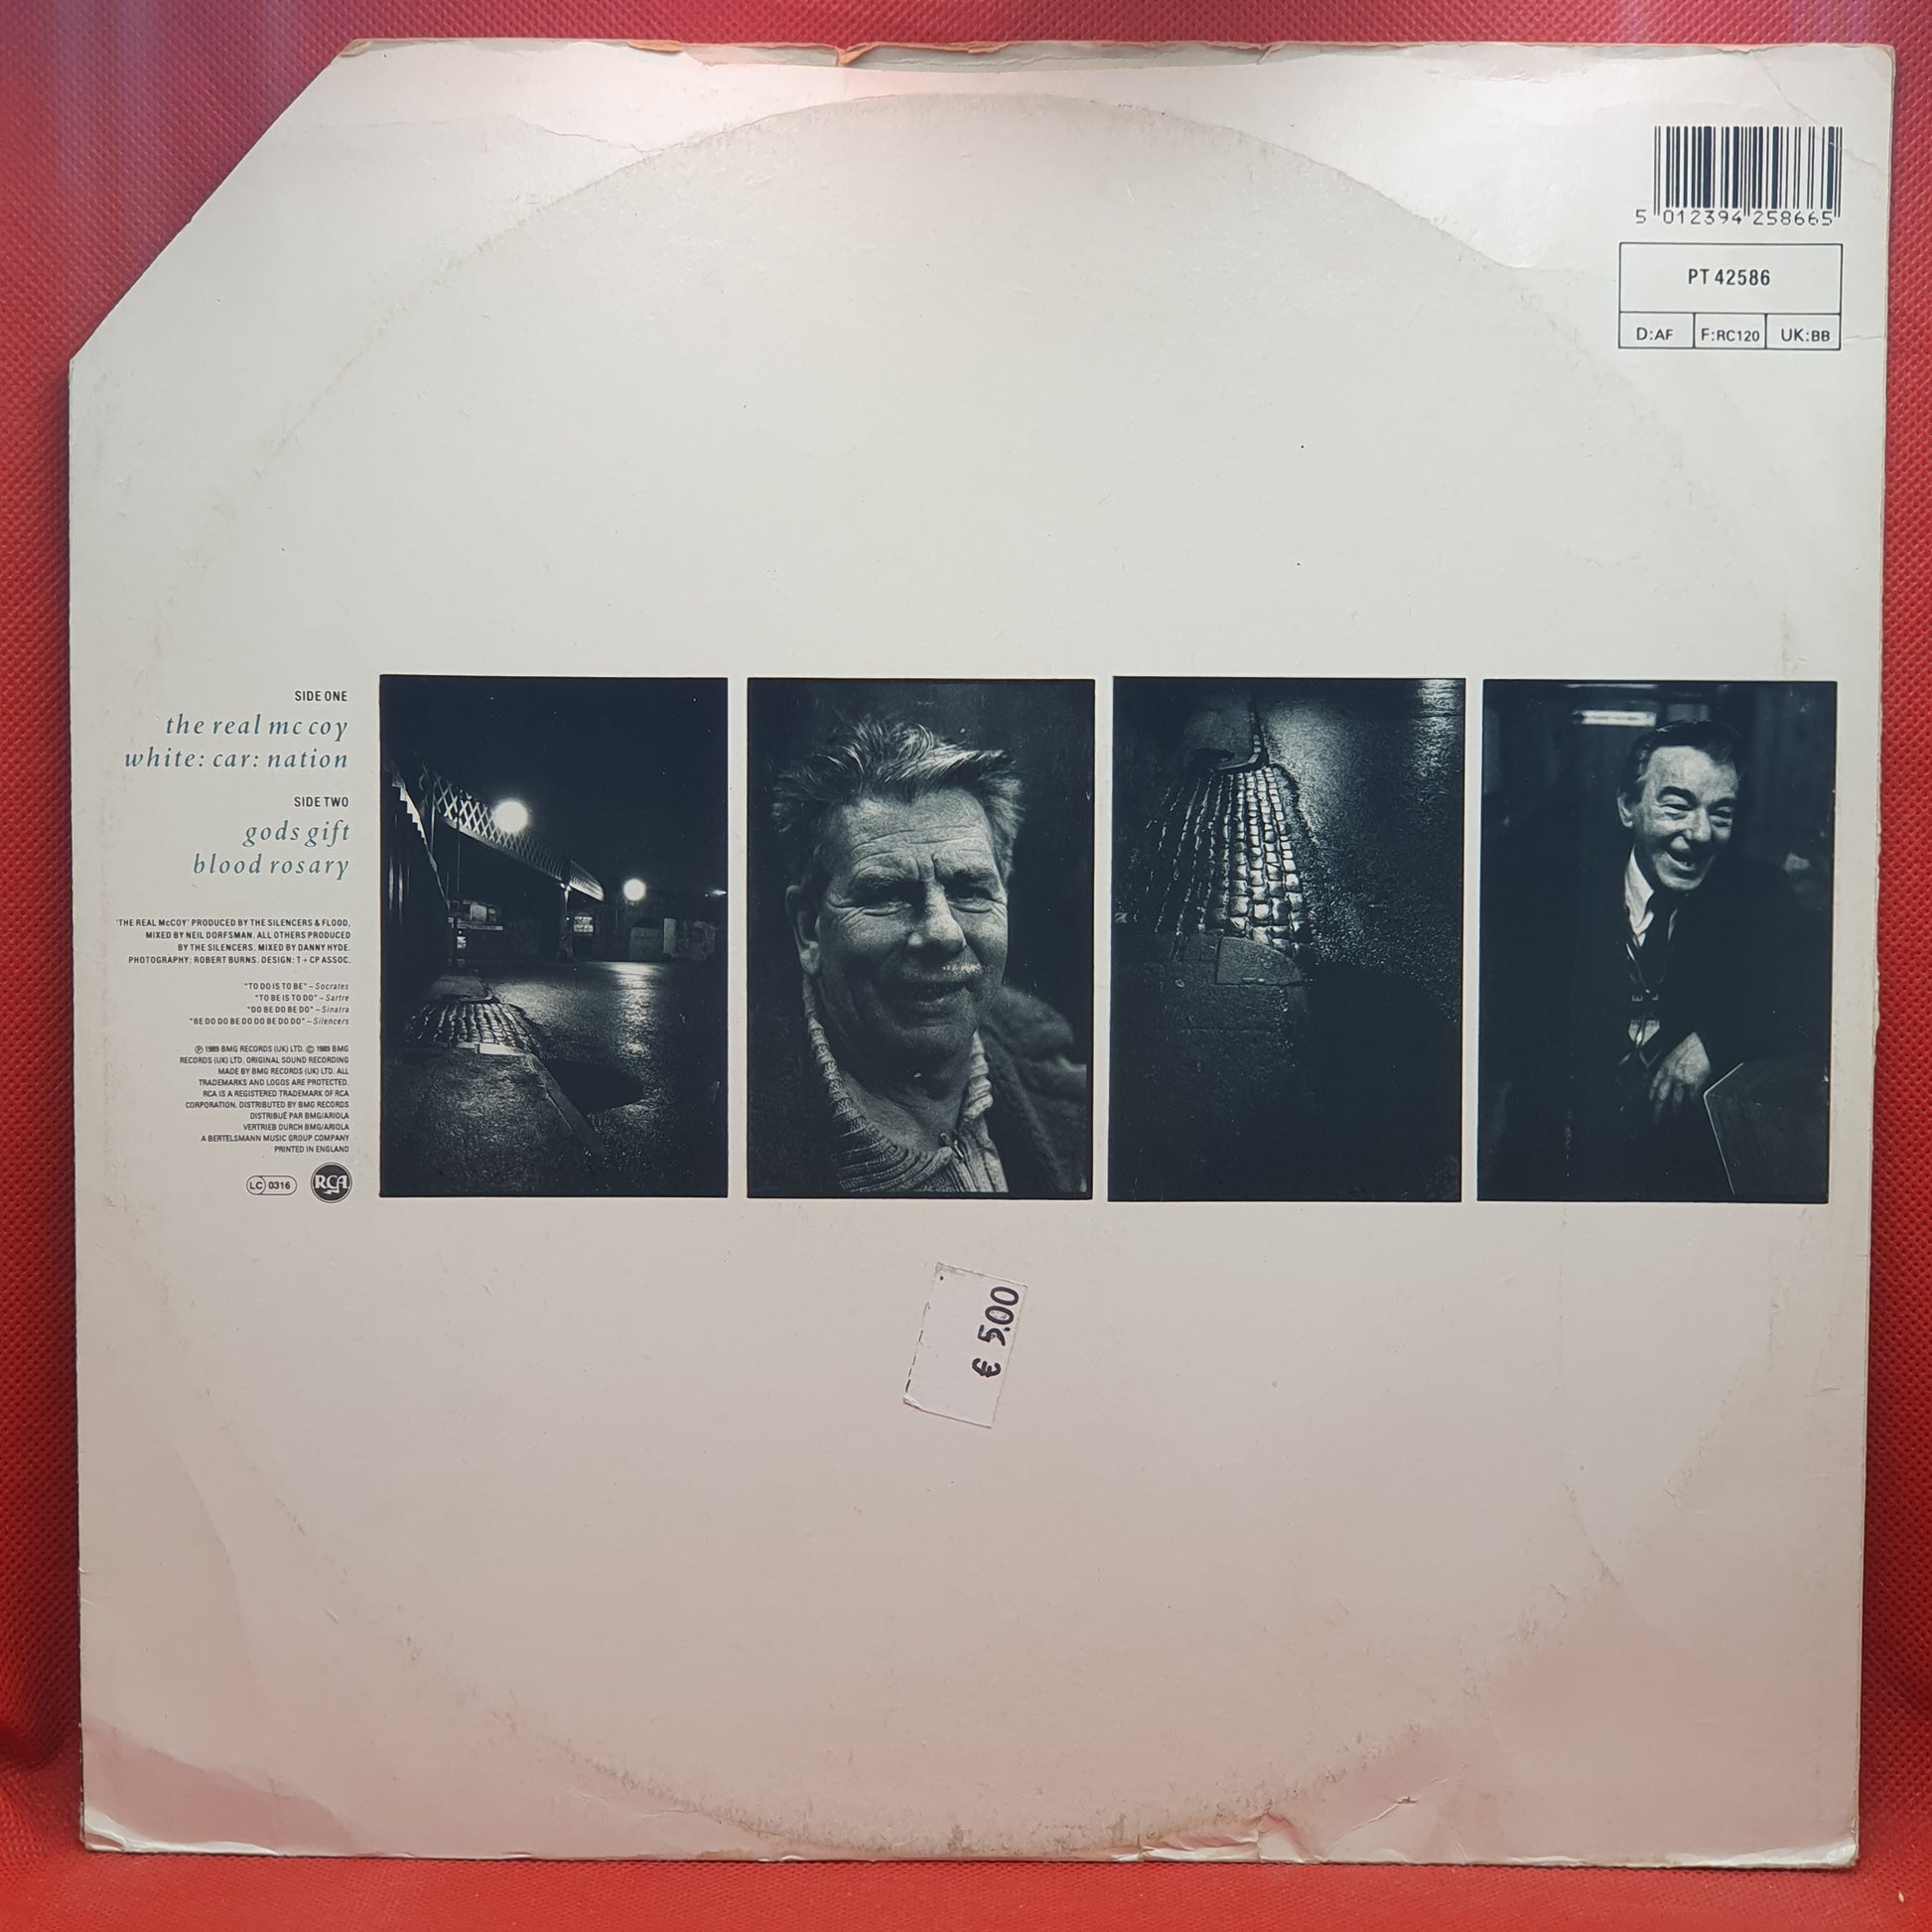 5 012394 258665
PT 42586
D:AF F:RC120 UK:BB
SIDE ONE
the real mc coy
white: car: nation
SIDE TWO
gods gift
blood rosary
'THE REAL McCOY' PRODUCED BY THE SILENCERS & FLOOD,
MIXED BY NEIL DORFSMAN. ALL OTHERS PRODUCED
BY THE SILENCERS. MIXED BY DANNY HYDE.
PHOTOGRAPHY: ROBERT BURNS. DESIGN: T + CP ASSOC.
"TO DO IS TO BE" – Socrates
"TO BE IS TO DO" – Sartre
"DO BE DO BE DO" – Sinatra
"BE DO DO BE DO DO BE DO DO" – Silencers
℗ 1989 BMG RECORDS (UK) LTD. © 1989 BMG
RECORDS (UK) LTD. ORIGINAL SOUND RECORDING
MADE BY BMG RECORDS (UK) LTD. ALL
TRADEMARKS AND LOGOS ARE PROTECTED.
RCA IS A REGISTERED TRADEMARK OF RCA
CORPORATION. DISTRIBUTED BY BMG RECORDS
DISTRIBUÉ PAR BMG/ARIOLA
VERTRIEB DURCH BMG/ARIOLA
A BERTELSMANN MUSIC GROUP COMPANY
PRINTED IN ENGLAND
LC 0316 RCA
€ 5.00